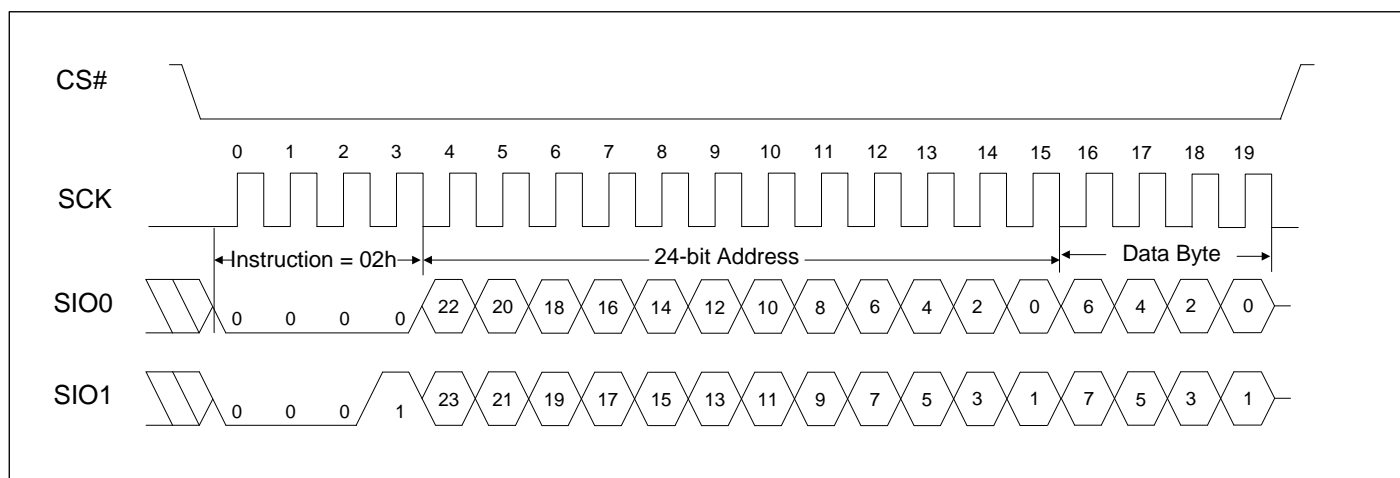 CS#
0 1 2 3 4 5 6 7 8 9 10 11 12 13 14 15 16 17 18 19
SCK
Instruction = 02h 24-bit Address Data Byte
SIO0 0 0 0 0 22 20 18 16 14 12 10 8 6 4 2 0 6 4 2 0
SIO1 0 0 0 1 23 21 19 17 15 13 11 9 7 5 3 1 7 5 3 1